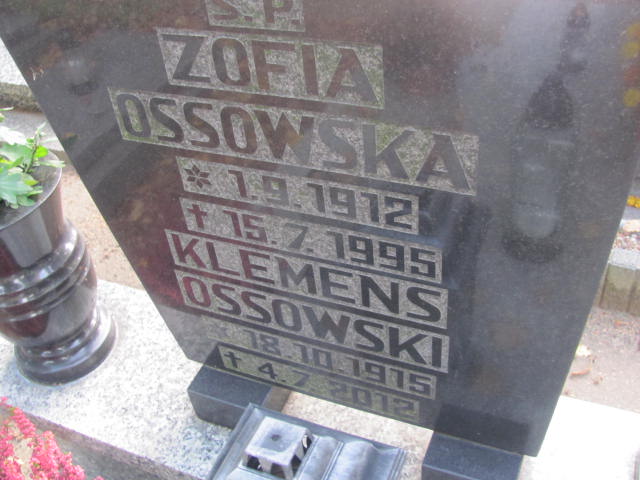 Ś.P.
ZOFIA
OSSOWSKA
* 1.9.1912
† 15.7.1995
KLEMENS
OSSOWSKI
* 18.10.1915
† 4.7.2012